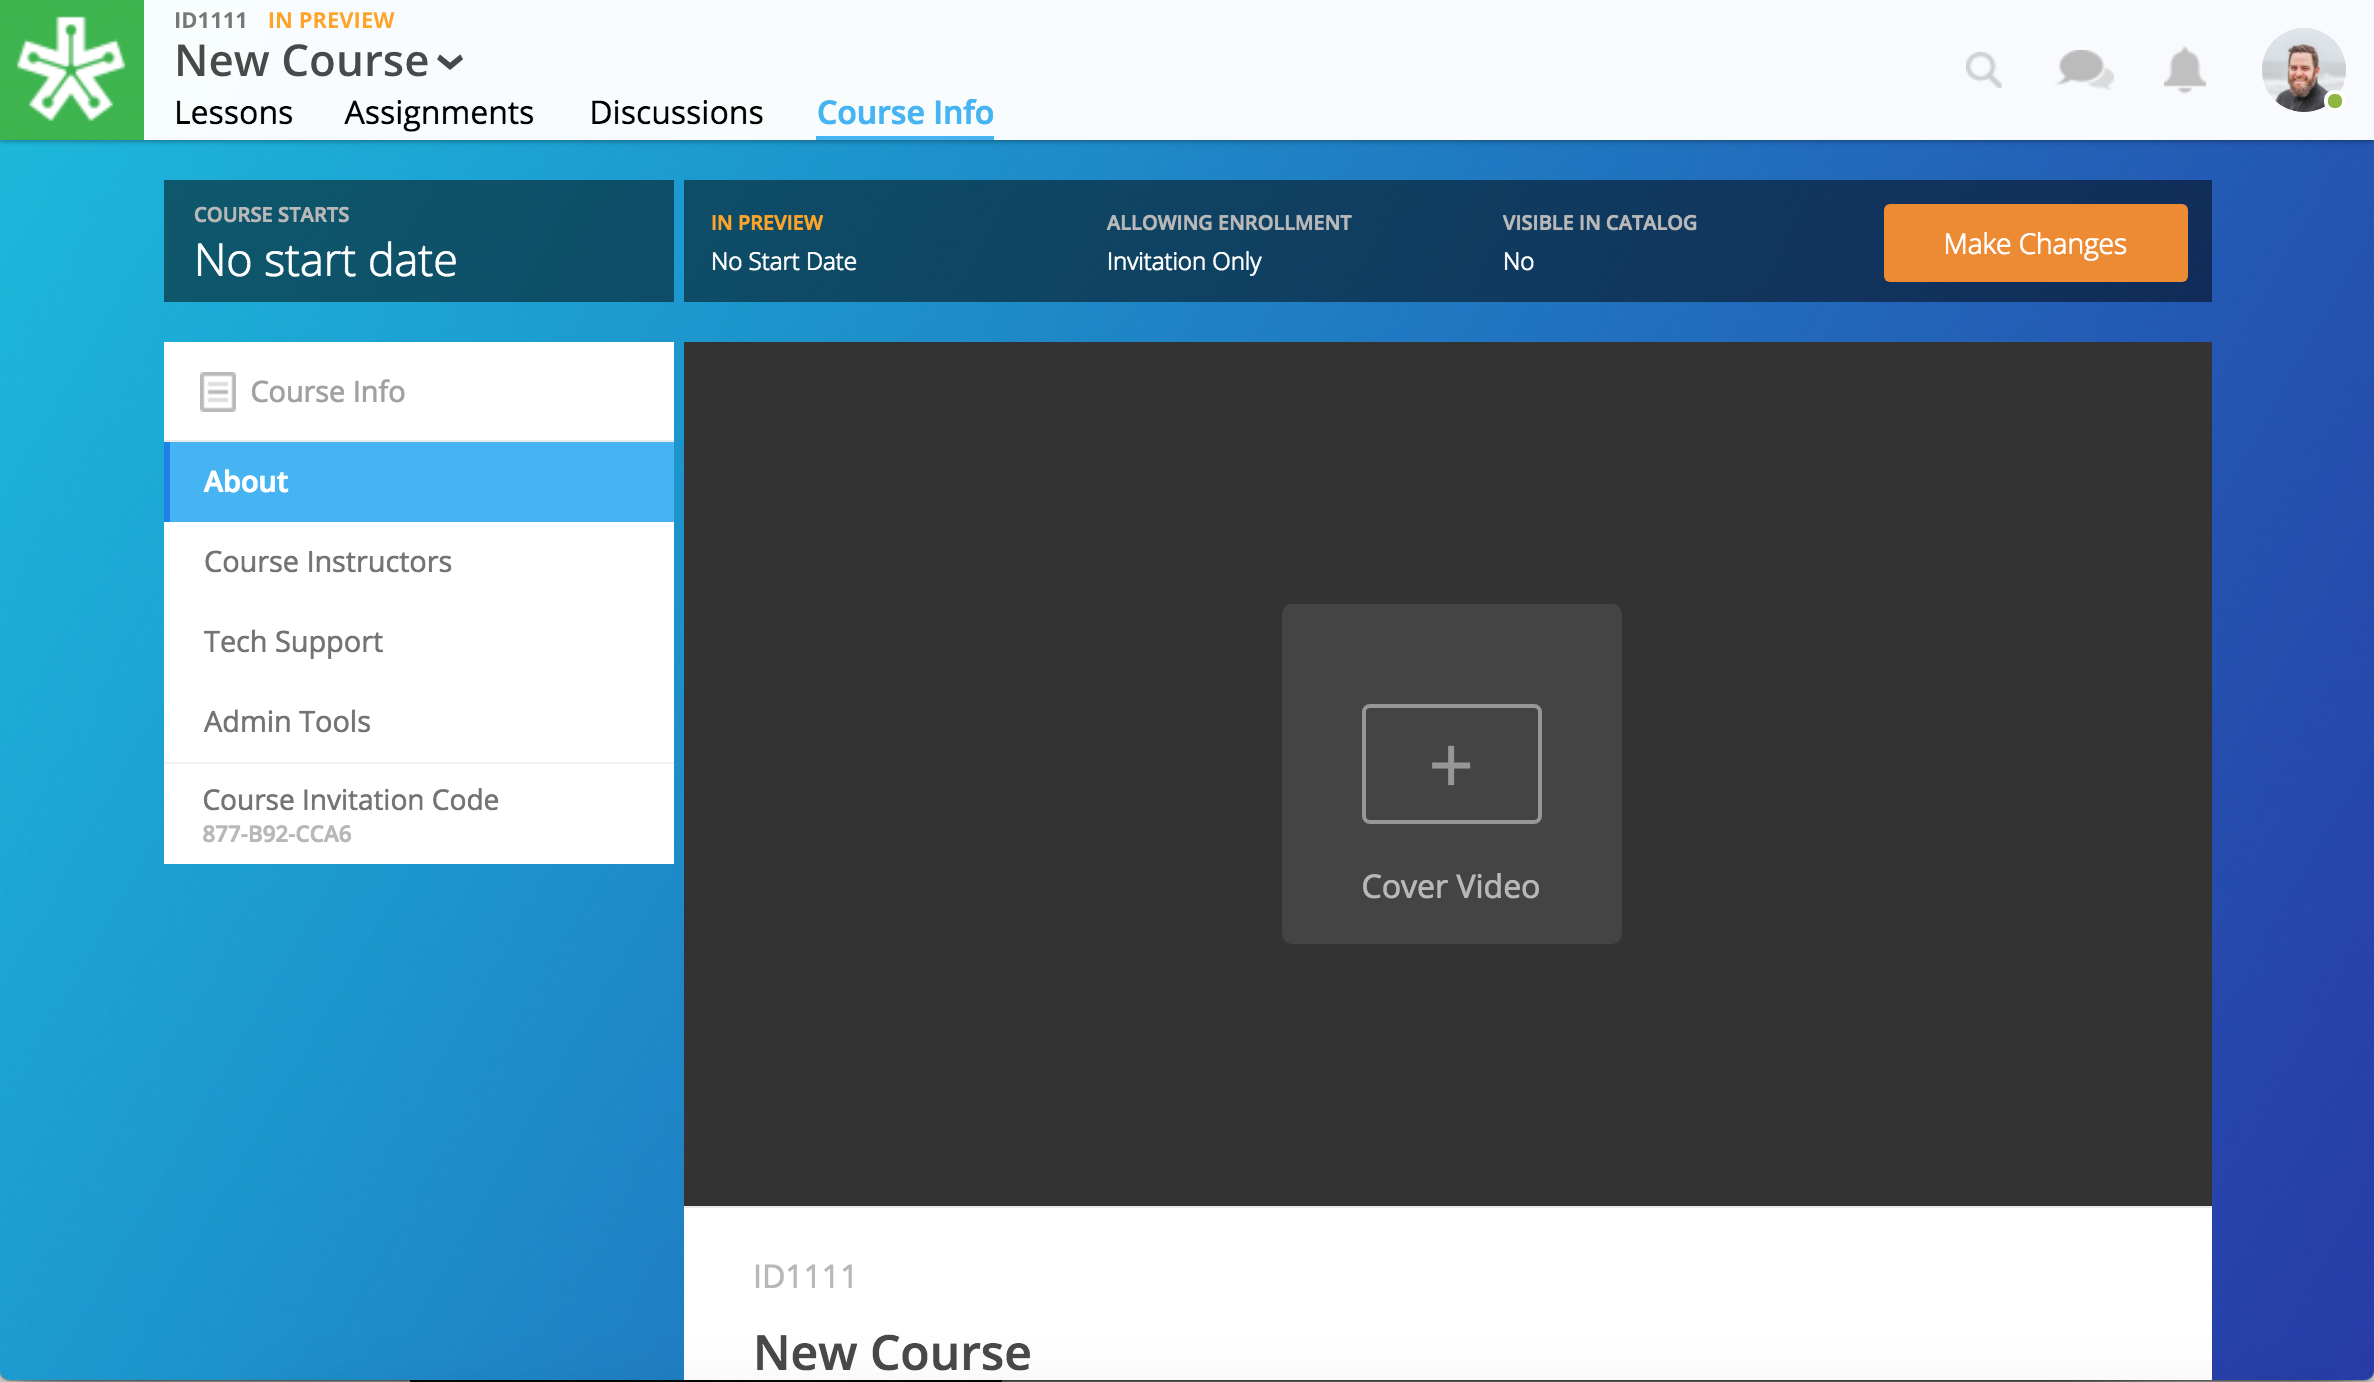 ID1111 IN PREVIEW
New Course
Lessons Assignments Discussions Course Info
COURSE STARTS
No start date
IN PREVIEW
No Start Date
ALLOWING ENROLLMENT
Invitation Only
VISIBLE IN CATALOG
No
Make Changes
Course Info
About
Course Instructors
Tech Support
Admin Tools
Course Invitation Code
877-B92-CCA6
Cover Video
ID1111
New Course